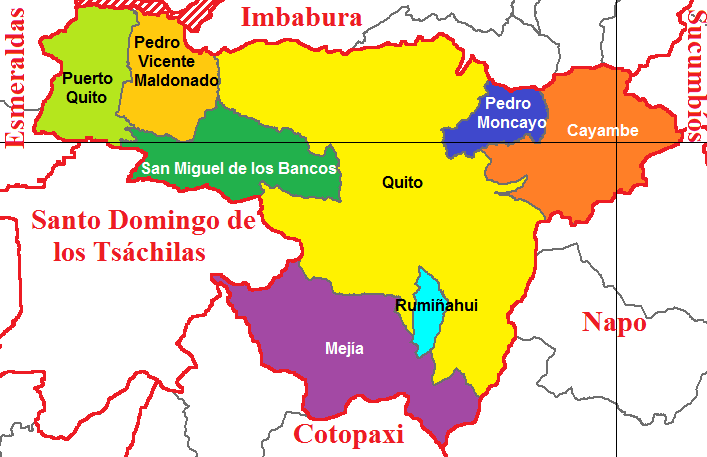 Imbabura
Esmeraldas
Sucumbíos
Pedro
Vicente
Maldonado
Puerto
Quito
Pedro
Moncayo
Cayambe
San Miguel de los Bancos
Quito
Santo Domingo de
los Tsáchilas
Rumiñahui
Napo
Mejía
Cotopaxi